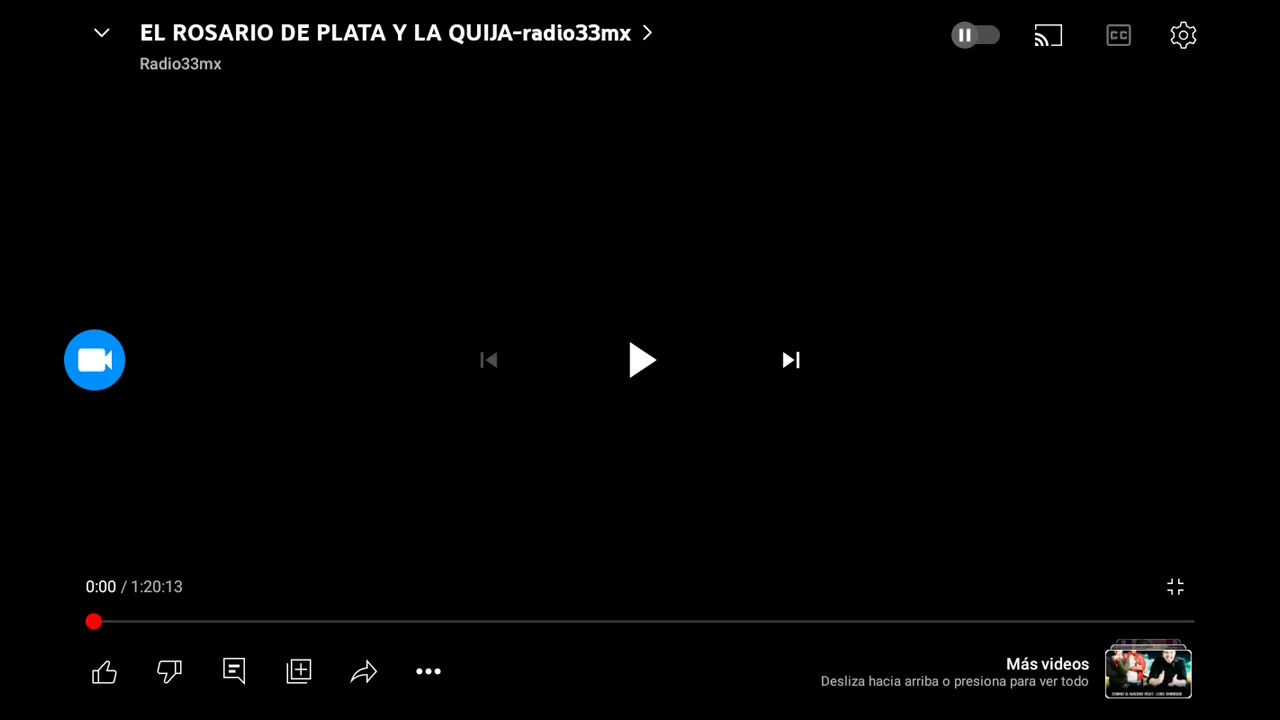 EL ROSARIO DE PLATA Y LA QUIJA-radio33mx
Radio33mx
CC
0:00 / 1:20:13
Más videos
Desliza hacia arriba o presiona para ver todo